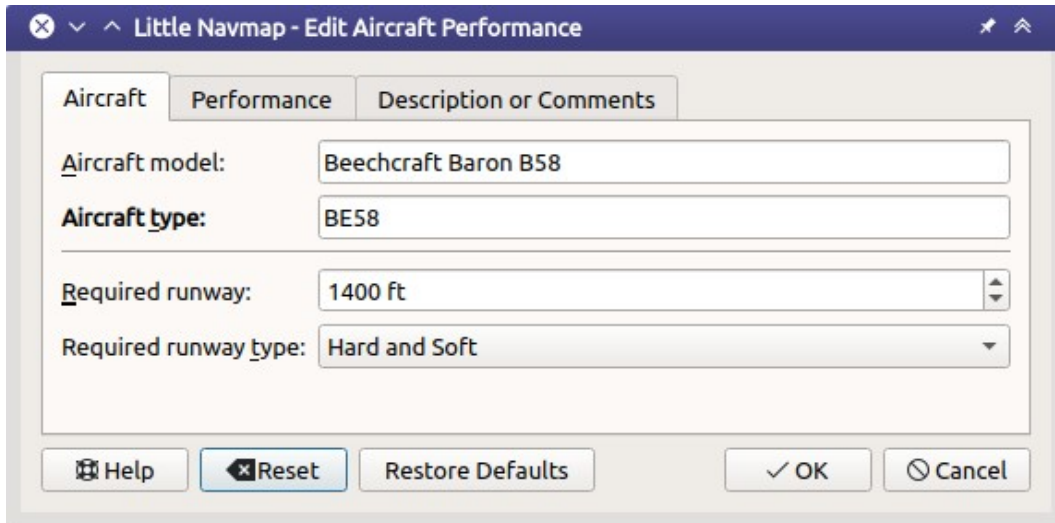 Little Navmap - Edit Aircraft Performance
Aircraft Performance Description or Comments
Aircraft model: Beechcraft Baron B58
Aircraft type: BE58
Required runway: 1400 ft
Required runway type: Hard and Soft
Help Reset Restore Defaults OK Cancel